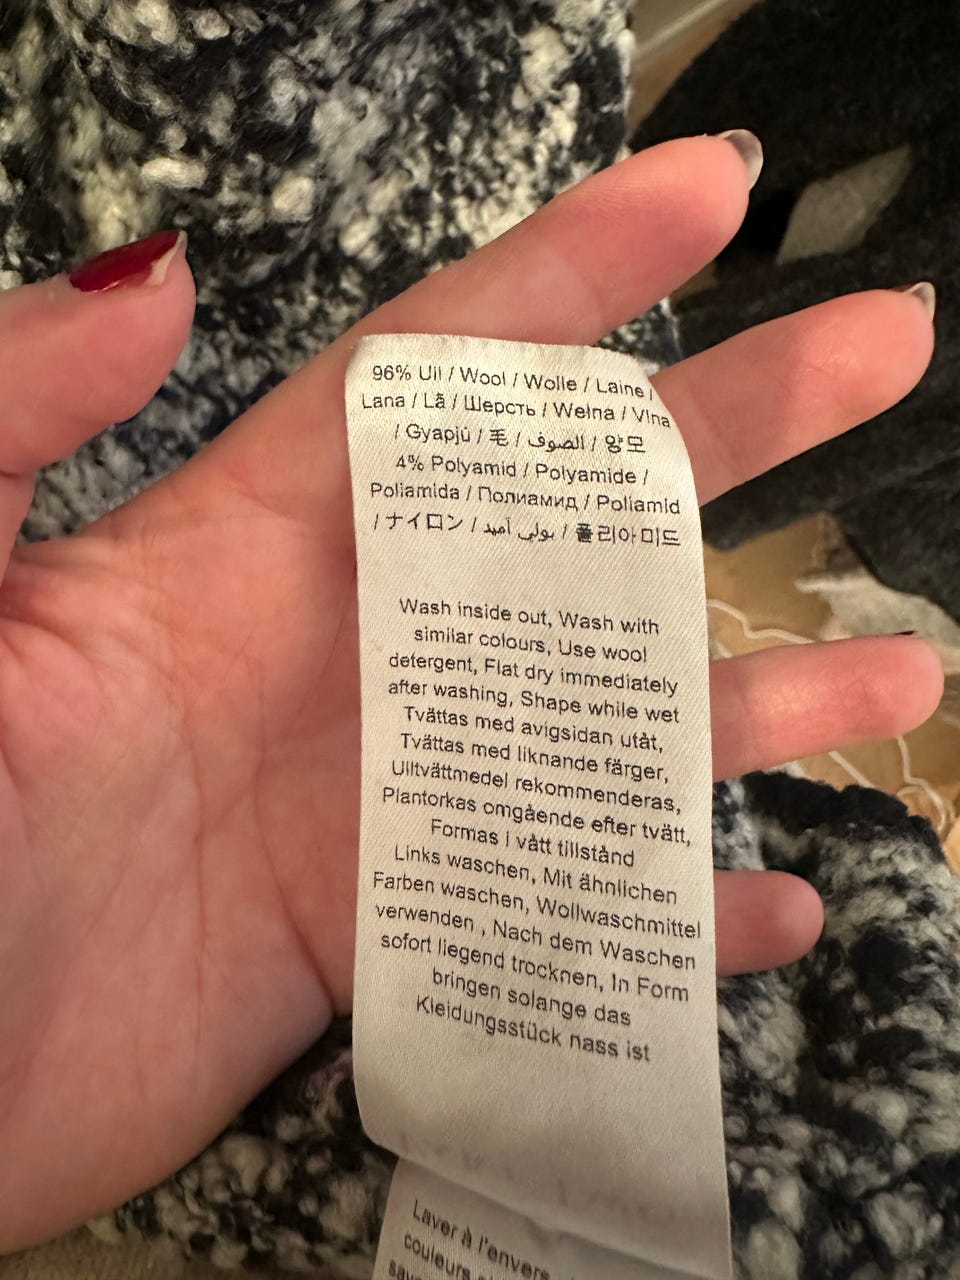 96% Ull / Wool / Wolle / Laine /
Lana / Lã / Шерсть / Wełna / Vlna
/ Gyapjú / 毛 / الصوف / 양모
4% Polyamid / Polyamide /
Poliamida / Полиамид / Poliamid
/ ナイロン / بولي أميد / 폴리아미드
Wash inside out, Wash with
similar colours, Use wool
detergent, Flat dry immediately
after washing, Shape while wet
Tvättas med avigsidan utåt,
Tvättas med liknande färger,
Ulltvättmedel rekommenderas,
Plantorkas omgående efter tvätt,
Formas i vått tillstånd
Links waschen, Mit ähnlichen
Farben waschen, Wollwaschmittel
verwenden , Nach dem Waschen
sofort liegend trocknen, In Form
bringen solange das
Kleidungsstück nass ist
Laver à l'envers
couleurs